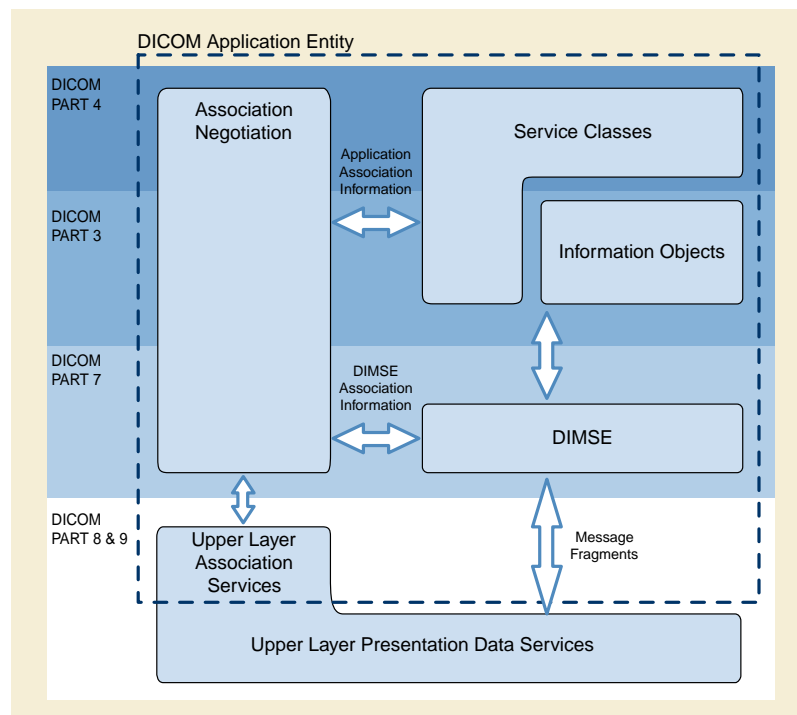 DICOM Application Entity
DICOM
PART 4
Association
Negotiation
Service Classes
Application
Association
Information
DICOM
PART 3
Information Objects
DICOM
PART 7
DIMSE
Association
Information
DIMSE
DICOM
PART 8 & 9
Upper Layer
Association
Services
Message
Fragments
Upper Layer Presentation Data Services